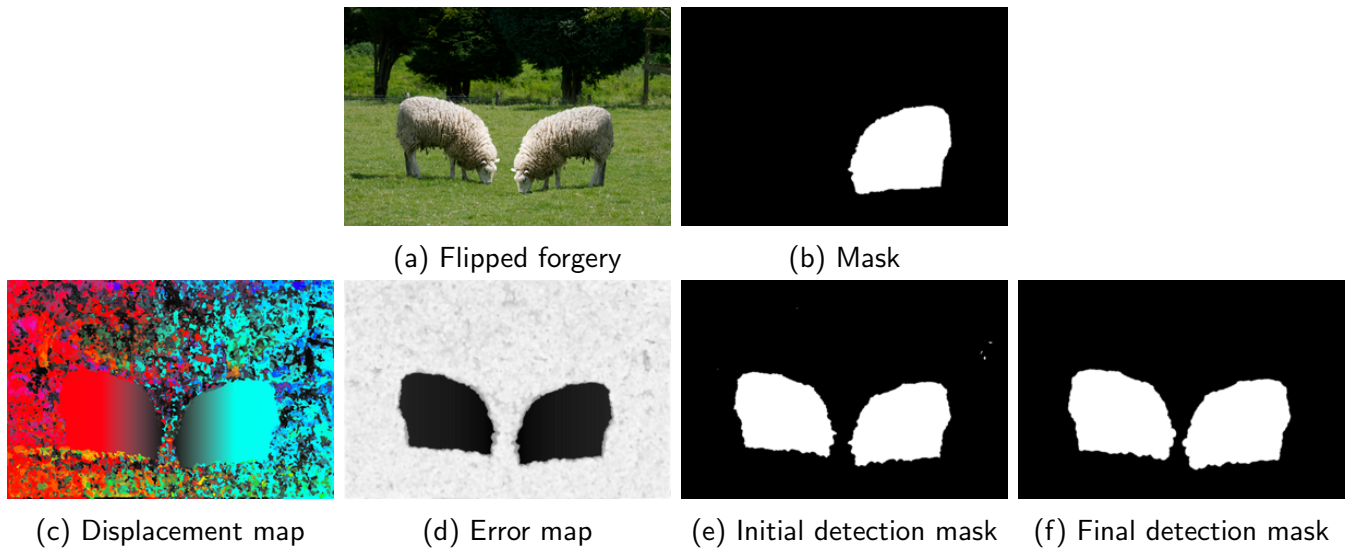 (a) Flipped forgery
(b) Mask
(c) Displacement map
(d) Error map
(e) Initial detection mask
(f) Final detection mask